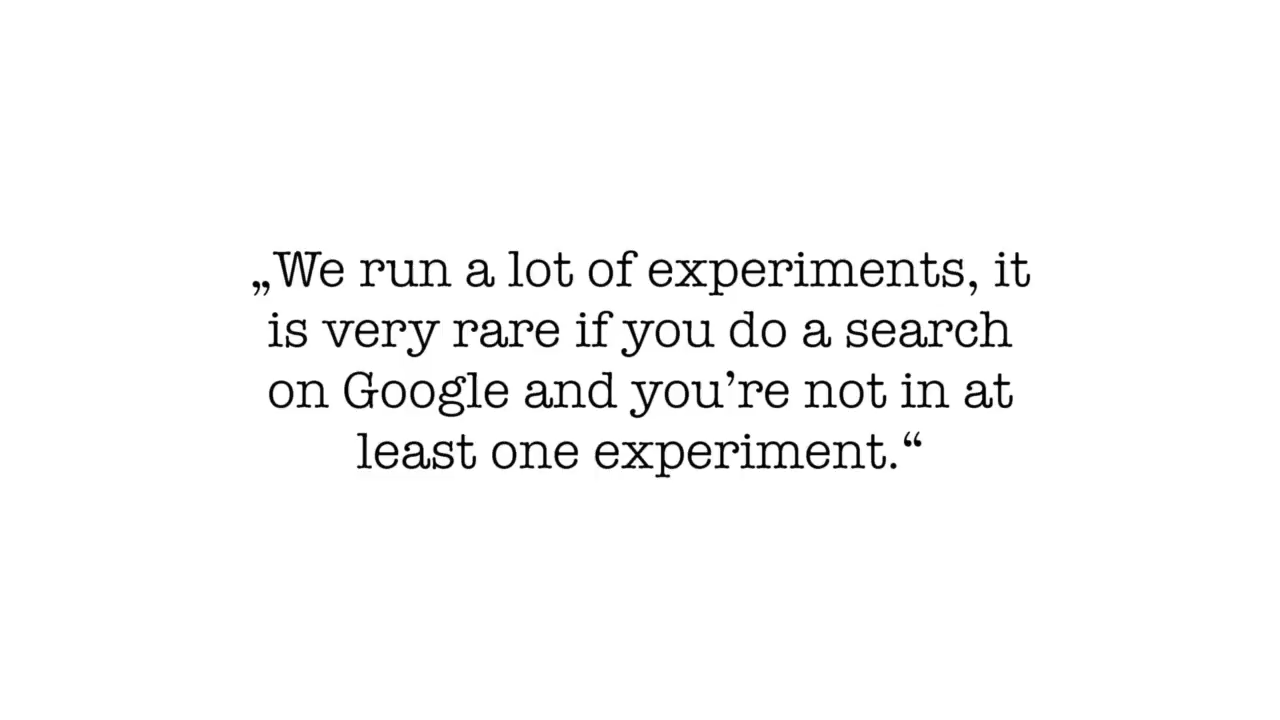 „We run a lot of experiments, it
is very rare if you do a search
on Google and you’re not in at
least one experiment.“